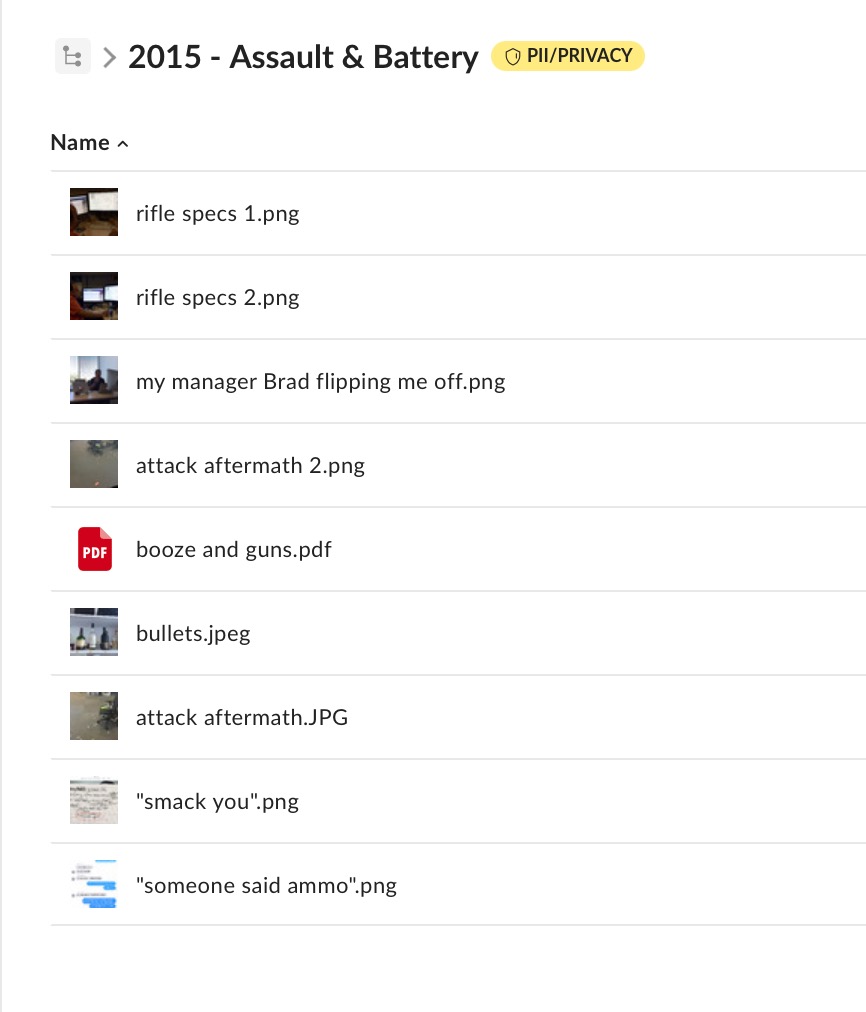 2015 - Assault & Battery PII/PRIVACY
Name
rifle specs 1.png
rifle specs 2.png
my manager Brad flipping me off.png
attack aftermath 2.png
PDF booze and guns.pdf
bullets.jpeg
attack aftermath.JPG
"smack you".png
"someone said ammo".png